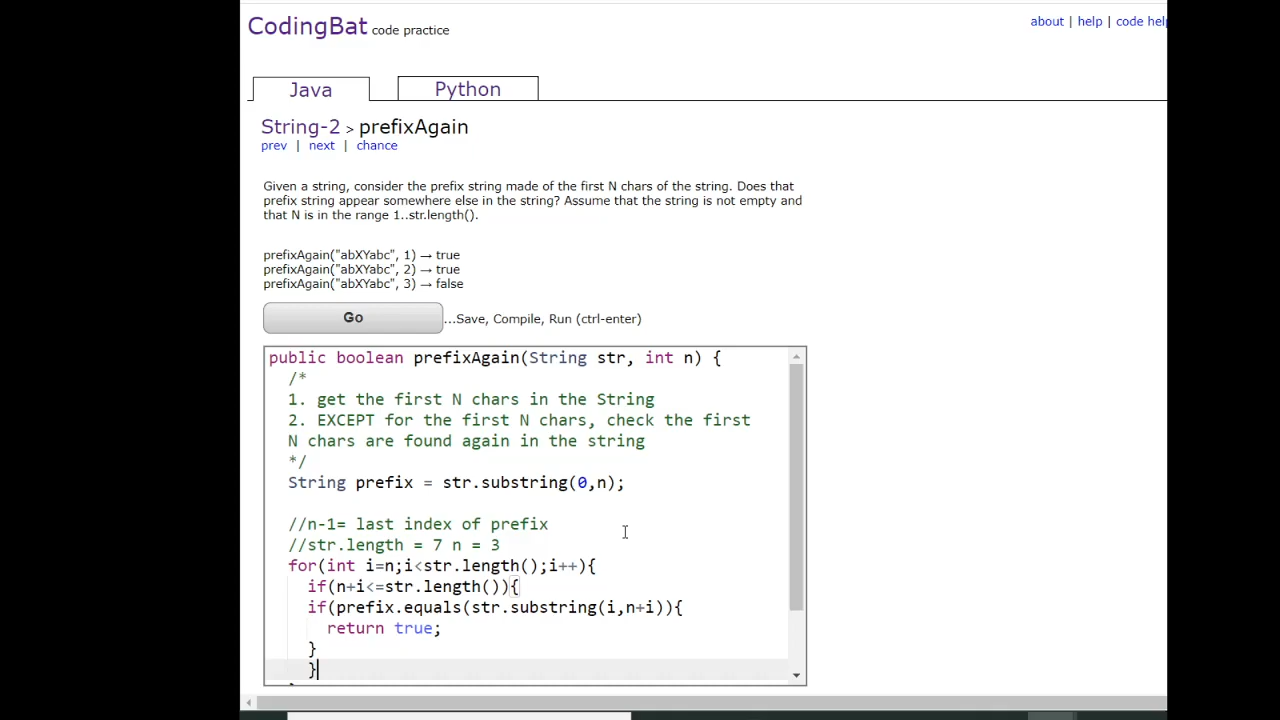 CodingBat code practice
about | help | code help
Java
Python
String-2 > prefixAgain
prev | next | chance
Given a string, consider the prefix string made of the first N chars of the string. Does that
prefix string appear somewhere else in the string? Assume that the string is not empty and
that N is in the range 1..str.length().
prefixAgain("abXYabc", 1) → true
prefixAgain("abXYabc", 2) → true
prefixAgain("abXYabc", 3) → false
Go ...Save, Compile, Run (ctrl-enter)
public boolean prefixAgain(String str, int n) {
/*
1. get the first N chars in the String
2. EXCEPT for the first N chars, check the first
N chars are found again in the string
*/
String prefix = str.substring(0,n);
//n-1= last index of prefix
//str.length = 7 n = 3
for(int i=n;i<str.length();i++){
if(n+i<=str.length()){
if(prefix.equals(str.substring(i,n+i)){
return true;
}
}